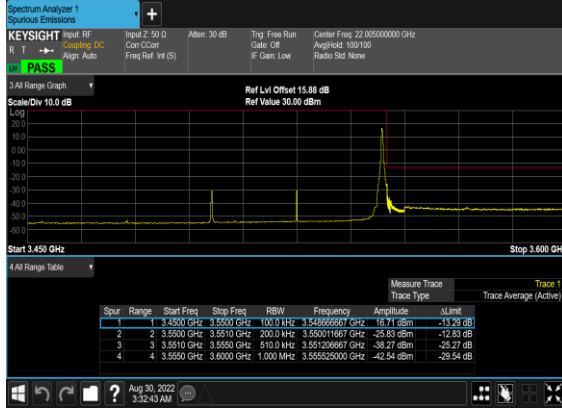 Spectrum Analyzer 1
Spurious Emissions
+
KEYSIGHT Input: RF Input Z: 50 Ω Atten: 30 dB Trig: Free Run Center Freq: 22.005000000 GHz
R T Coupling: DC Corr CCorr Gate: Off Avg|Hold: 100/100
Align: Auto Freq Ref: Int (S) IF Gain: Low Radio Std: None
PASS
3 All Range Graph
Ref Lvl Offset 15.88 dB
Scale/Div 10.0 dB Ref Value 30.00 dBm
Log
20.0
10.0
0.00
-10.0
-20.0
-30.0
-40.0
-50.0
-60.0
Start 3.450 GHz Stop 3.600 GH
4 All Range Table
Measure Trace Trace 1
Trace Type Trace Average (Active)
Spur Range Start Freq Stop Freq RBW Frequency Amplitude ΔLimit
1 1 3.4500 GHz 3.5500 GHz 100.0 kHz 3.548666667 GHz 16.71 dBm -13.29 dB
2 2 3.5500 GHz 3.5510 GHz 200.0 kHz 3.550011667 GHz -25.83 dBm -12.83 dB
3 3 3.5510 GHz 3.5550 GHz 510.0 kHz 3.551206667 GHz -38.27 dBm -25.27 dB
4 4 3.5550 GHz 3.6000 GHz 1.000 MHz 3.555525000 GHz -42.54 dBm -29.54 dB
?
Aug 30, 2022
3:32:43 AM